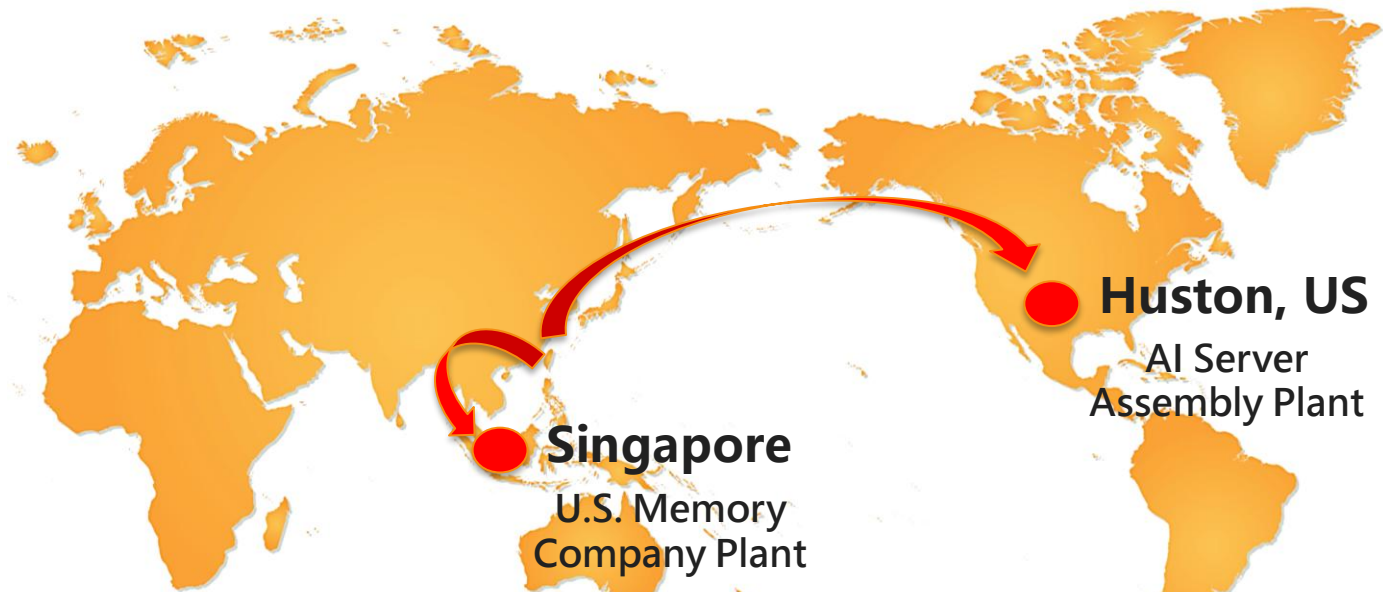 Huston, US
AI Server
Assembly Plant
Singapore
U.S. Memory
Company Plant